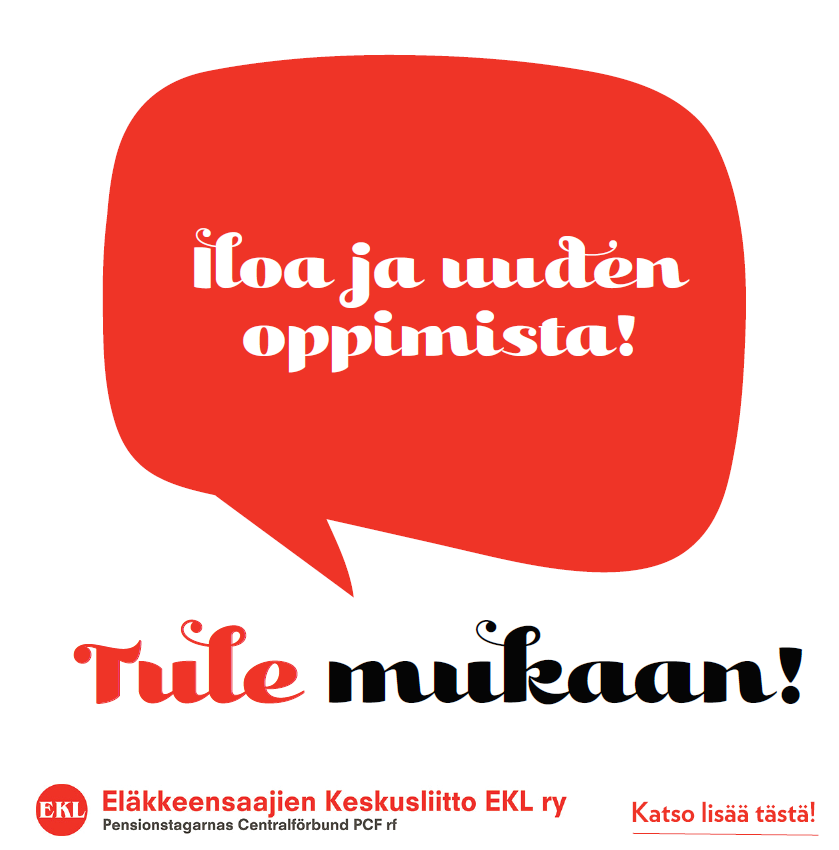 iloa ja uuden
oppimista!
Tule mukaan!
EKL
Eläkkeensaajien Keskusliitto EKL ry
Pensionstagarnas Centralförbund PCF rf
Katso lisää tästä!